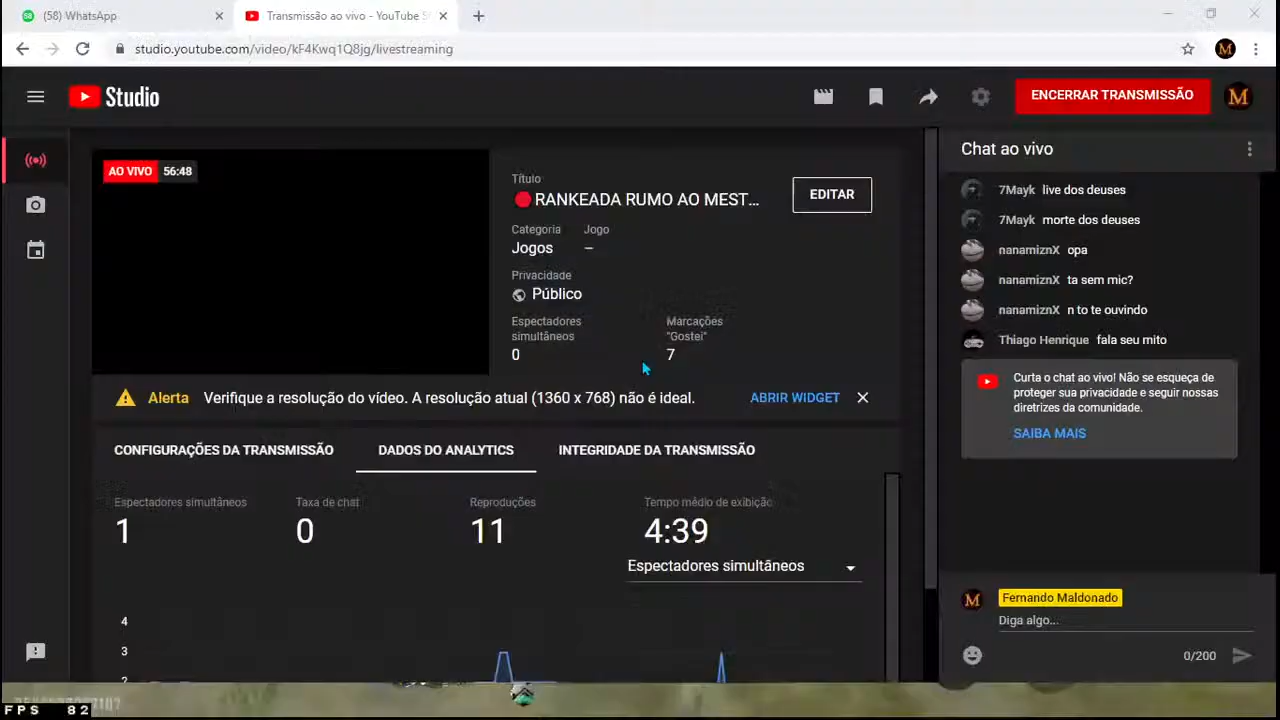 (58) WhatsApp
Transmissão ao vivo - YouTube S
studio.youtube.com/video/kF4Kwq1Q8jg/livestreaming
M
Studio
ENCERRAR TRANSMISSÃO
M
AO VIVO 56:48
Título
RANKEADA RUMO AO MEST...
EDITAR
Categoria
Jogo
Jogos
–
Privacidade
Público
Espectadores
simultâneos
Marcações
"Gostei"
0
7
Alerta Verifique a resolução do vídeo. A resolução atual (1360 x 768) não é ideal.
ABRIR WIDGET
CONFIGURAÇÕES DA TRANSMISSÃO
DADOS DO ANALYTICS
INTEGRIDADE DA TRANSMISSÃO
Espectadores simultâneos
Taxa de chat
Reproduções
Tempo médio de exibição
1
0
11
4:39
Espectadores simultâneos
4
3
2
Chat ao vivo
7Mayk live dos deuses
7Mayk morte dos deuses
nanamiznX opa
nanamiznX ta sem mic?
nanamiznX n to te ouvindo
Thiago Henrique fala seu mito
Curta o chat ao vivo! Não se esqueça de
proteger sua privacidade e seguir nossas
diretrizes da comunidade.
SAIBA MAIS
M
Fernando Maldonado
Diga algo...
0/200
FPS 82